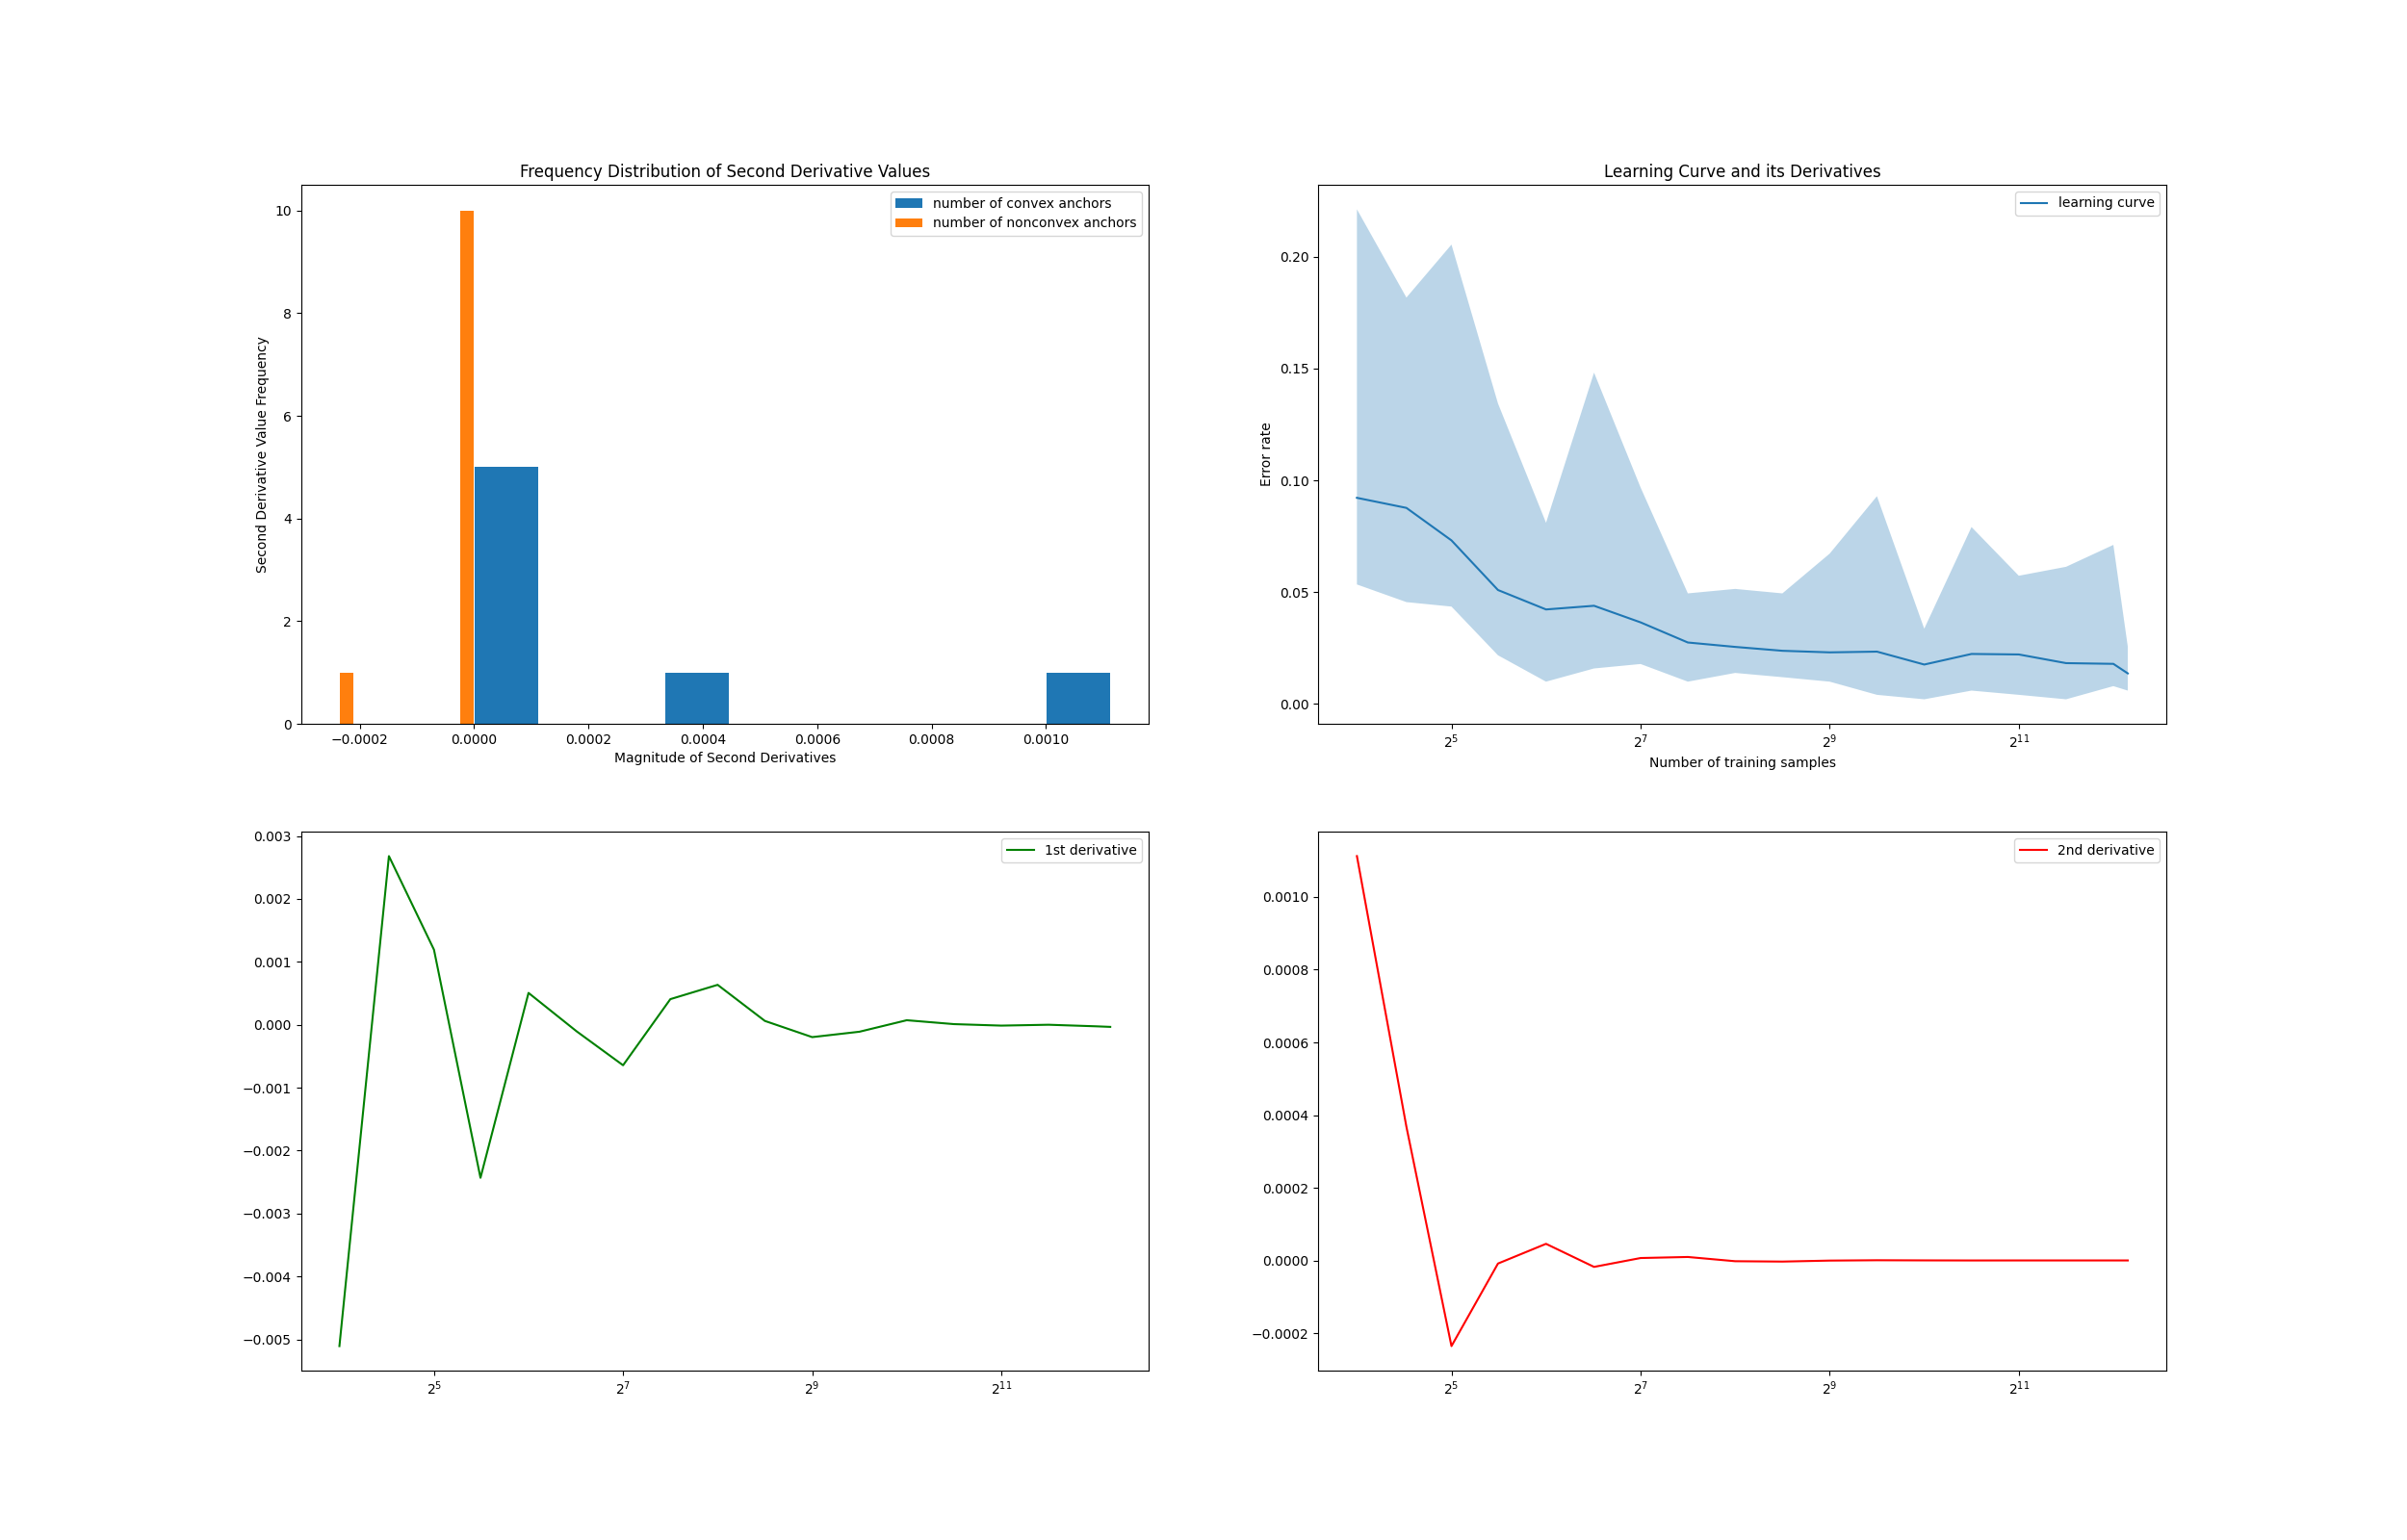 Frequency Distribution of Second Derivative Values
number of convex anchors
number of nonconvex anchors
10
8
6
4
2
0
Second Derivative Value Frequency
−0.0002 0.0000 0.0002 0.0004 0.0006 0.0008 0.0010
Magnitude of Second Derivatives
Learning Curve and its Derivatives
learning curve
0.20
0.15
0.10
0.05
0.00
Error rate
2^5 2^7 2^9 2^11
Number of training samples
1st derivative
0.003
0.002
0.001
0.000
−0.001
−0.002
−0.003
−0.004
−0.005
2^5 2^7 2^9 2^11
2nd derivative
0.0010
0.0008
0.0006
0.0004
0.0002
0.0000
−0.0002
2^5 2^7 2^9 2^11